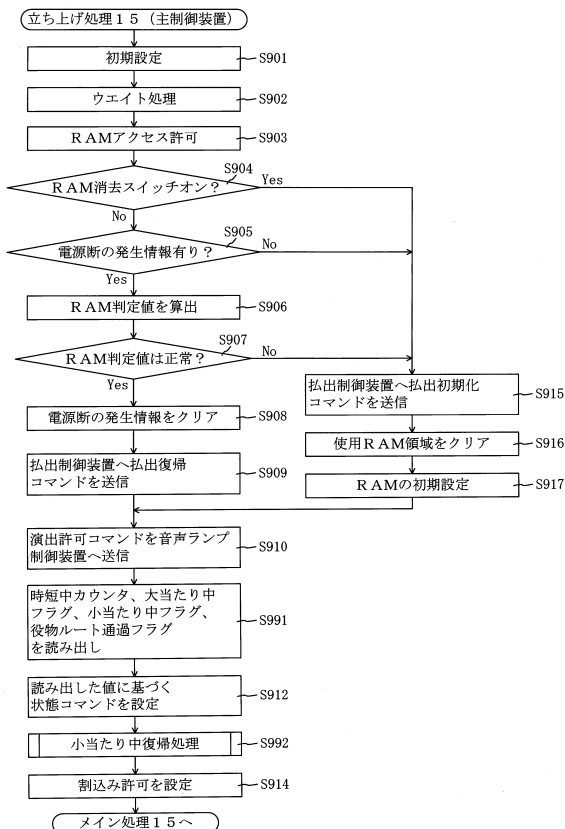 立ち上げ処理１５（主制御装置）
初期設定
S901
ウエイト処理
S902
ＲＡＭアクセス許可
S903
S904
ＲＡＭ消去スイッチオン？
Yes
No
S905
電源断の発生情報有り？
No
Yes
ＲＡＭ判定値を算出
S906
S907
ＲＡＭ判定値は正常？
No
Yes
電源断の発生情報をクリア
S908
払出制御装置へ払出復帰
コマンドを送信
S909
払出制御装置へ払出初期化
コマンドを送信
S915
使用ＲＡＭ領域をクリア
S916
ＲＡＭの初期設定
S917
演出許可コマンドを音声ランプ
制御装置へ送信
S910
時短中カウンタ、大当たり中
フラグ、小当たり中フラグ、
役物ルート通過フラグ
を読み出し
S991
読み出した値に基づく
状態コマンドを設定
S912
小当たり中復帰処理
S992
割込み許可を設定
S914
メイン処理１５へ